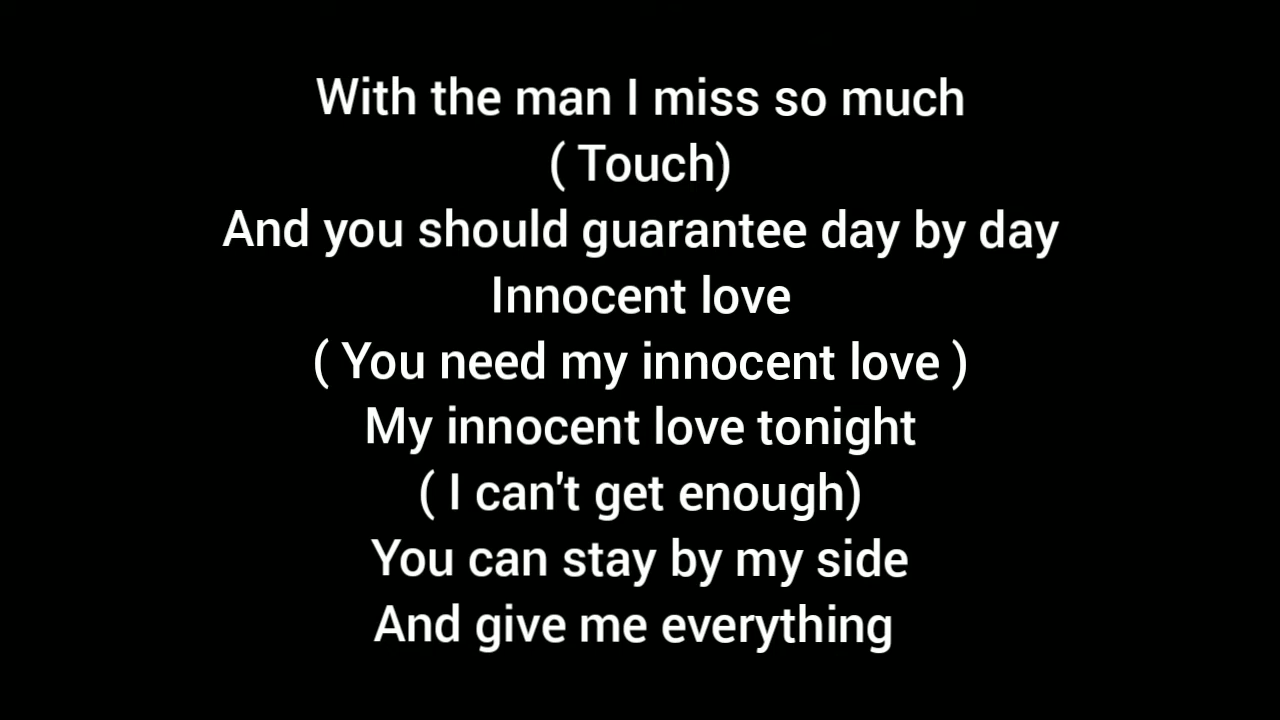 With the man I miss so much
( Touch)
And you should guarantee day by day
Innocent love
( You need my innocent love )
My innocent love tonight
( I can't get enough)
You can stay by my side
And give me everything